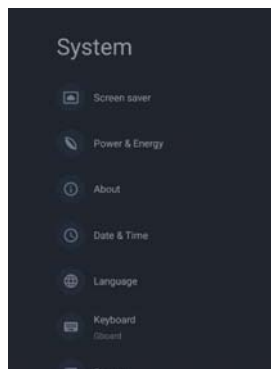 System
Screen saver
Power & Energy
About
Date & Time
Language
Keyboard
Gboard